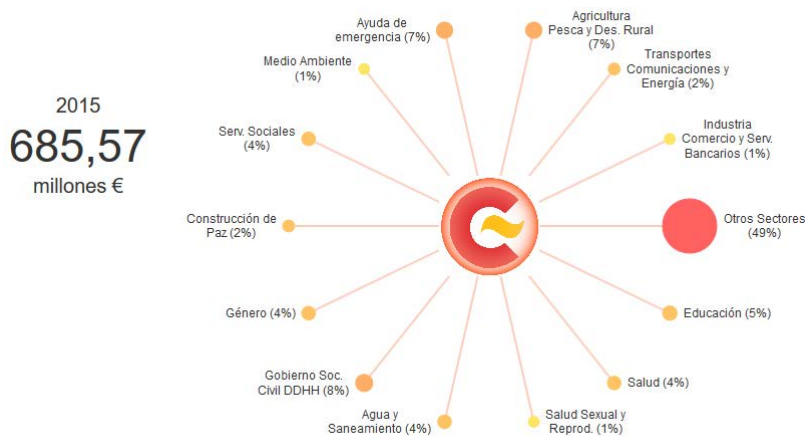 2015
685,57
millones €
Ayuda de
emergencia (7%)
Agricultura
Pesca y Des. Rural
(7%)
Medio Ambiente
(1%)
Transportes
Comunicaciones y
Energía (2%)
Serv. Sociales
(4%)
Industria
Comercio y Serv.
Bancarios (1%)
Construcción de
Paz (2%)
Otros Sectores
(49%)
Género (4%)
Educación (5%)
Gobierno Soc.
Civil DDHH (8%)
Salud (4%)
Agua y
Saneamiento (4%)
Salud Sexual y
Reprod. (1%)